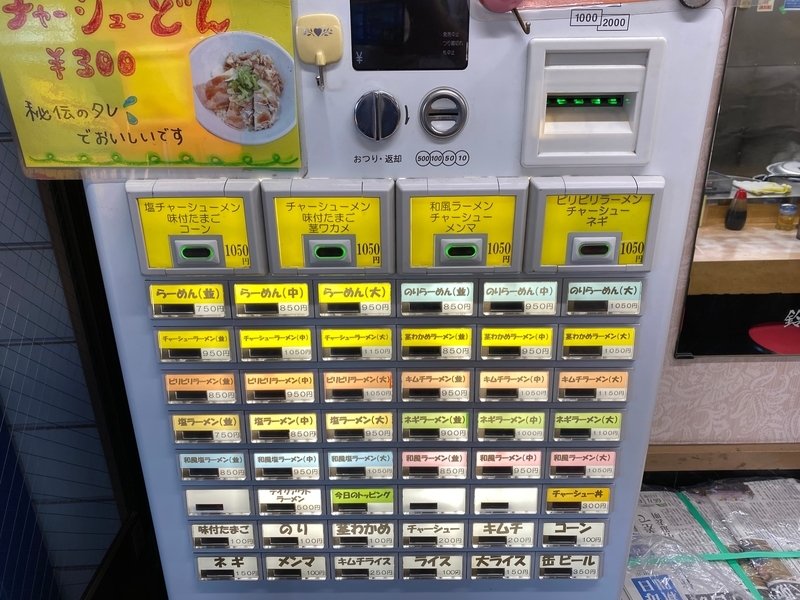 チャーシューどん
¥300
秘伝のタレ
でおいしいです
1000
2000
¥
おつり・返却
500 100 50 10
塩チャーシューメン
味付たまご
コーン
1050円
チャーシューメン
味付たまご
茎ワカメ
1050円
和風ラーメン
チャーシュー
メンマ
1050円
ピリピリラーメン
チャーシュー
ネギ
1050円
らーめん(並) 750円
らーめん(中) 850円
らーめん(大) 950円
のりらーめん(並) 850円
のりらーめん(中) 950円
のりらーめん(大) 1050円
チャーシューラーメン(並) 950円
チャーシューラーメン(中) 1050円
チャーシューラーメン(大) 1150円
茎わかめラーメン(並) 850円
茎わかめラーメン(中) 950円
茎わかめラーメン(大) 1050円
ピリピリラーメン(並) 850円
ピリピリラーメン(中) 950円
ピリピリラーメン(大) 1050円
キムチラーメン(並) 950円
キムチラーメン(中) 1050円
キムチラーメン(大) 1150円
塩ラーメン(並) 750円
塩ラーメン(中) 850円
塩ラーメン(大) 950円
ネギラーメン(並) 900円
ネギラーメン(中) 1000円
ネギラーメン(大) 1100円
和風塩ラーメン(並) 850円
和風塩ラーメン(中) 950円
和風塩ラーメン(大) 1050円
和風ラーメン(並) 850円
和風ラーメン(中) 950円
和風ラーメン(大) 1050円
テイクアウト
ラーメン 500円
今日のトッピング
チャーシュー丼 300円
味付たまご 100円
のり 100円
茎わかめ 100円
チャーシュー 200円
キムチ 200円
コーン 100円
ネギ 150円
メンマ 100円
キムチライス 250円
ライス 100円
大ライス 150円
缶ビール 350円